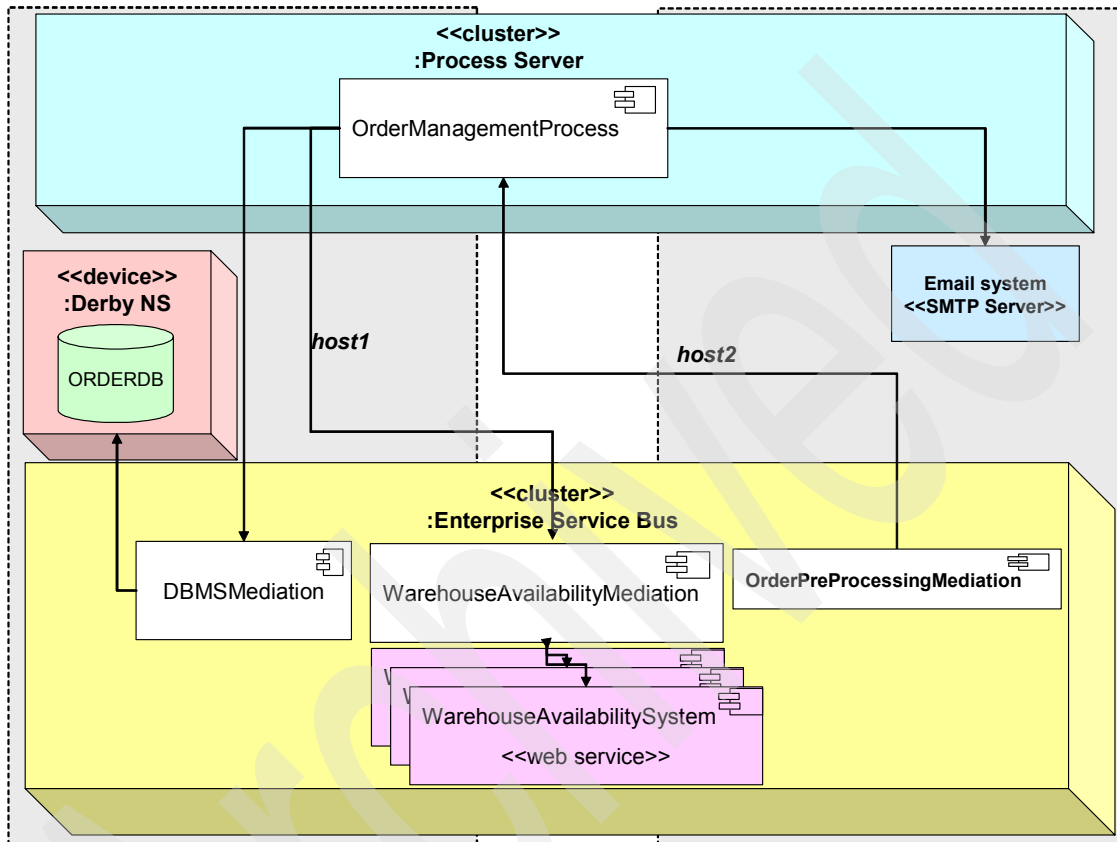 <<cluster>>
:Process Server
OrderManagementProcess
<<device>>
:Derby NS
ORDERDB
host1
host2
Email system
<<SMTP Server>>
<<cluster>>
:Enterprise Service Bus
DBMSMediation
WarehouseAvailabilityMediation
OrderPreProcessingMediation
WarehouseAvailabilitySystem
<<web service>>